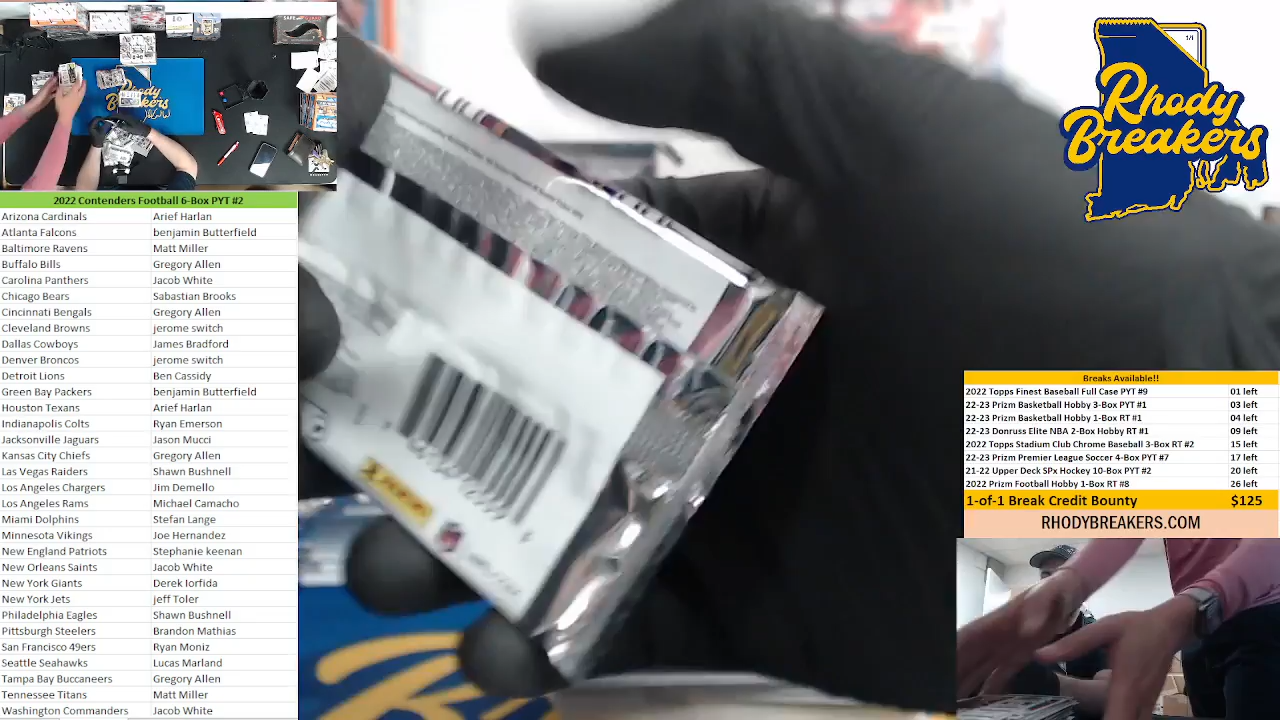 Rhody
Breakers
1/1
SAFE GUARD
Rhody
Breakers
2022 Contenders Football 6-Box PYT #2
Arizona Cardinals Arief Harlan
Atlanta Falcons benjamin Butterfield
Baltimore Ravens Matt Miller
Buffalo Bills Gregory Allen
Carolina Panthers Jacob White
Chicago Bears Sabastian Brooks
Cincinnati Bengals Gregory Allen
Cleveland Browns jerome switch
Dallas Cowboys James Bradford
Denver Broncos jerome switch
Detroit Lions Ben Cassidy
Green Bay Packers benjamin Butterfield
Houston Texans Arief Harlan
Indianapolis Colts Ryan Emerson
Jacksonville Jaguars Jason Mucci
Kansas City Chiefs Gregory Allen
Las Vegas Raiders Shawn Bushnell
Los Angeles Chargers Jim Demello
Los Angeles Rams Michael Camacho
Miami Dolphins Stefan Lange
Minnesota Vikings Joe Hernandez
New England Patriots Stephanie keenan
New Orleans Saints Jacob White
New York Giants Derek Iorfida
New York Jets jeff Toler
Philadelphia Eagles Shawn Bushnell
Pittsburgh Steelers Brandon Mathias
San Francisco 49ers Ryan Moniz
Seattle Seahawks Lucas Marland
Tampa Bay Buccaneers Gregory Allen
Tennessee Titans Matt Miller
Washington Commanders Jacob White
PANINI
Breaks Available!!
2022 Topps Finest Baseball Full Case PYT #9 01 left
22-23 Prizm Basketball Hobby 3-Box PYT #1 03 left
22-23 Prizm Basketball Hobby 1-Box RT #1 04 left
22-23 Donruss Elite NBA 2-Box Hobby RT #1 09 left
2022 Topps Stadium Club Chrome Baseball 3-Box RT #2 15 left
22-23 Prizm Premier League Soccer 4-Box PYT #7 17 left
21-22 Upper Deck SPx Hockey 10-Box PYT #2 20 left
2022 Prizm Football Hobby 1-Box RT #8 26 left
1-of-1 Break Credit Bounty $125
RHODYBREAKERS.COM